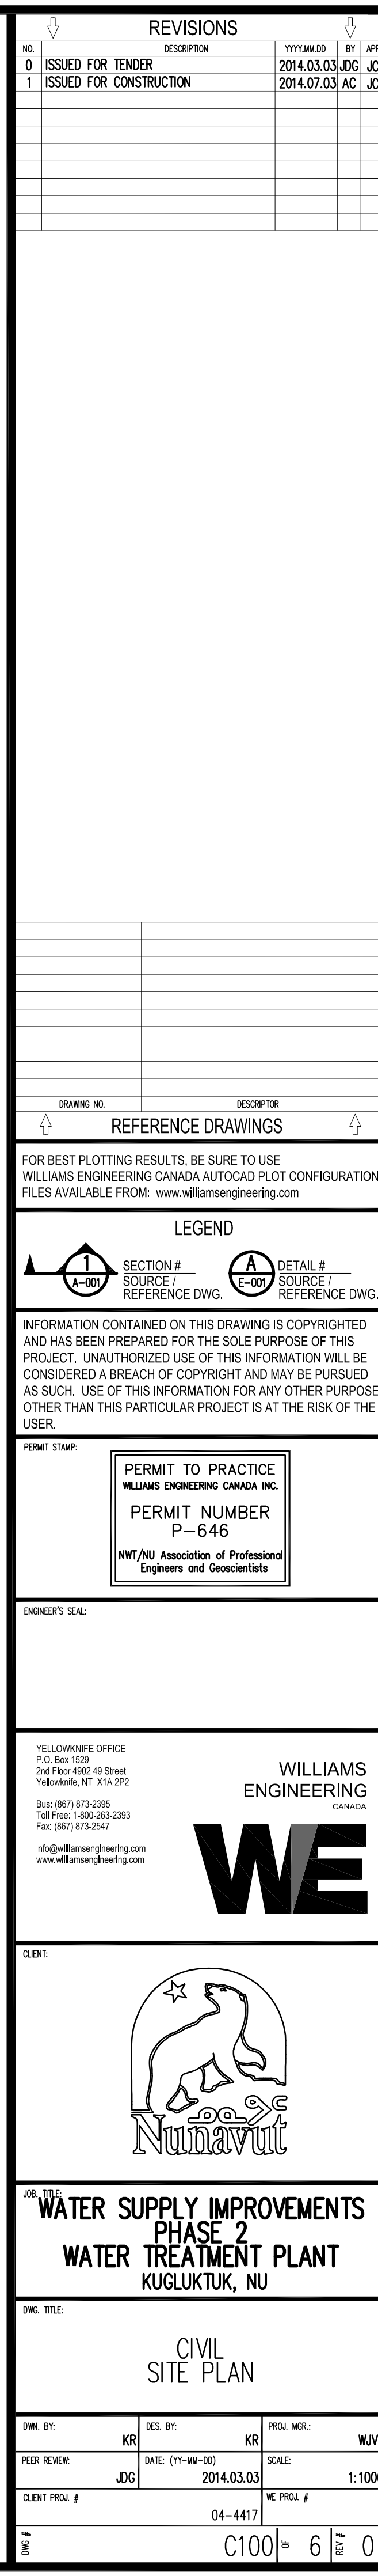 REVISIONS
NO. DESCRIPTION YYYY.MM.DD BY
0 ISSUED FOR TENDER 2014.03.03 JDG
1 ISSUED FOR CONSTRUCTION 2014.07.03 AC
DRAWING NO. DESCRIPTOR
REFERENCE DRAWINGS
FOR BEST PLOTTING RESULTS, BE SURE TO USE
WILLIAMS ENGINEERING CANADA AUTOCAD PLOT CONFIGURATION
FILES AVAILABLE FROM: www.williamsengineering.com
LEGEND
1 SECTION # A DETAIL #
A-001 SOURCE / E-001 SOURCE /
REFERENCE DWG. REFERENCE DWG.
INFORMATION CONTAINED ON THIS DRAWING IS COPYRIGHTED
AND HAS BEEN PREPARED FOR THE SOLE PURPOSE OF THIS
PROJECT. UNAUTHORIZED USE OF THIS INFORMATION WILL BE
CONSIDERED A BREACH OF COPYRIGHT AND MAY BE PURSUED
AS SUCH. USE OF THIS INFORMATION FOR ANY OTHER PURPOSE
OTHER THAN THIS PARTICULAR PROJECT IS AT THE RISK OF THE
USER.
PERMIT STAMP:
PERMIT TO PRACTICE
WILLIAMS ENGINEERING CANADA INC.
PERMIT NUMBER
P-646
NWT/NU Association of Professional
Engineers and Geoscientists
ENGINEER'S SEAL:
YELLOWKNIFE OFFICE
P.O. Box 1529
2nd Floor 4902 49 Street
Yellowknife, NT X1A 2P2
Bus: (867) 873-2395
Toll Free: 1-800-263-2393
Fax: (867) 873-2547
info@williamsengineering.com
www.williamsengineering.com
WILLIAMS
ENGINEERING
CANADA
WE
CLIENT:
ᓄᓇᕗᑦ
Nunavut
JOB. TITLE:
WATER SUPPLY IMPROVEMENTS
PHASE 2
WATER TREATMENT PLANT
KUGLUKTUK, NU
DWG. TITLE:
CIVIL
SITE PLAN
DWN. BY: DES. BY: PROJ. MGR.:
KR KR WJV
PEER REVIEW: DATE: (YY-MM-DD) SCALE:
JDG 2014.03.03 1:100
CLIENT PROJ. # WE PROJ. #
04-4417
DWG # C100 OF 6 REV # 0